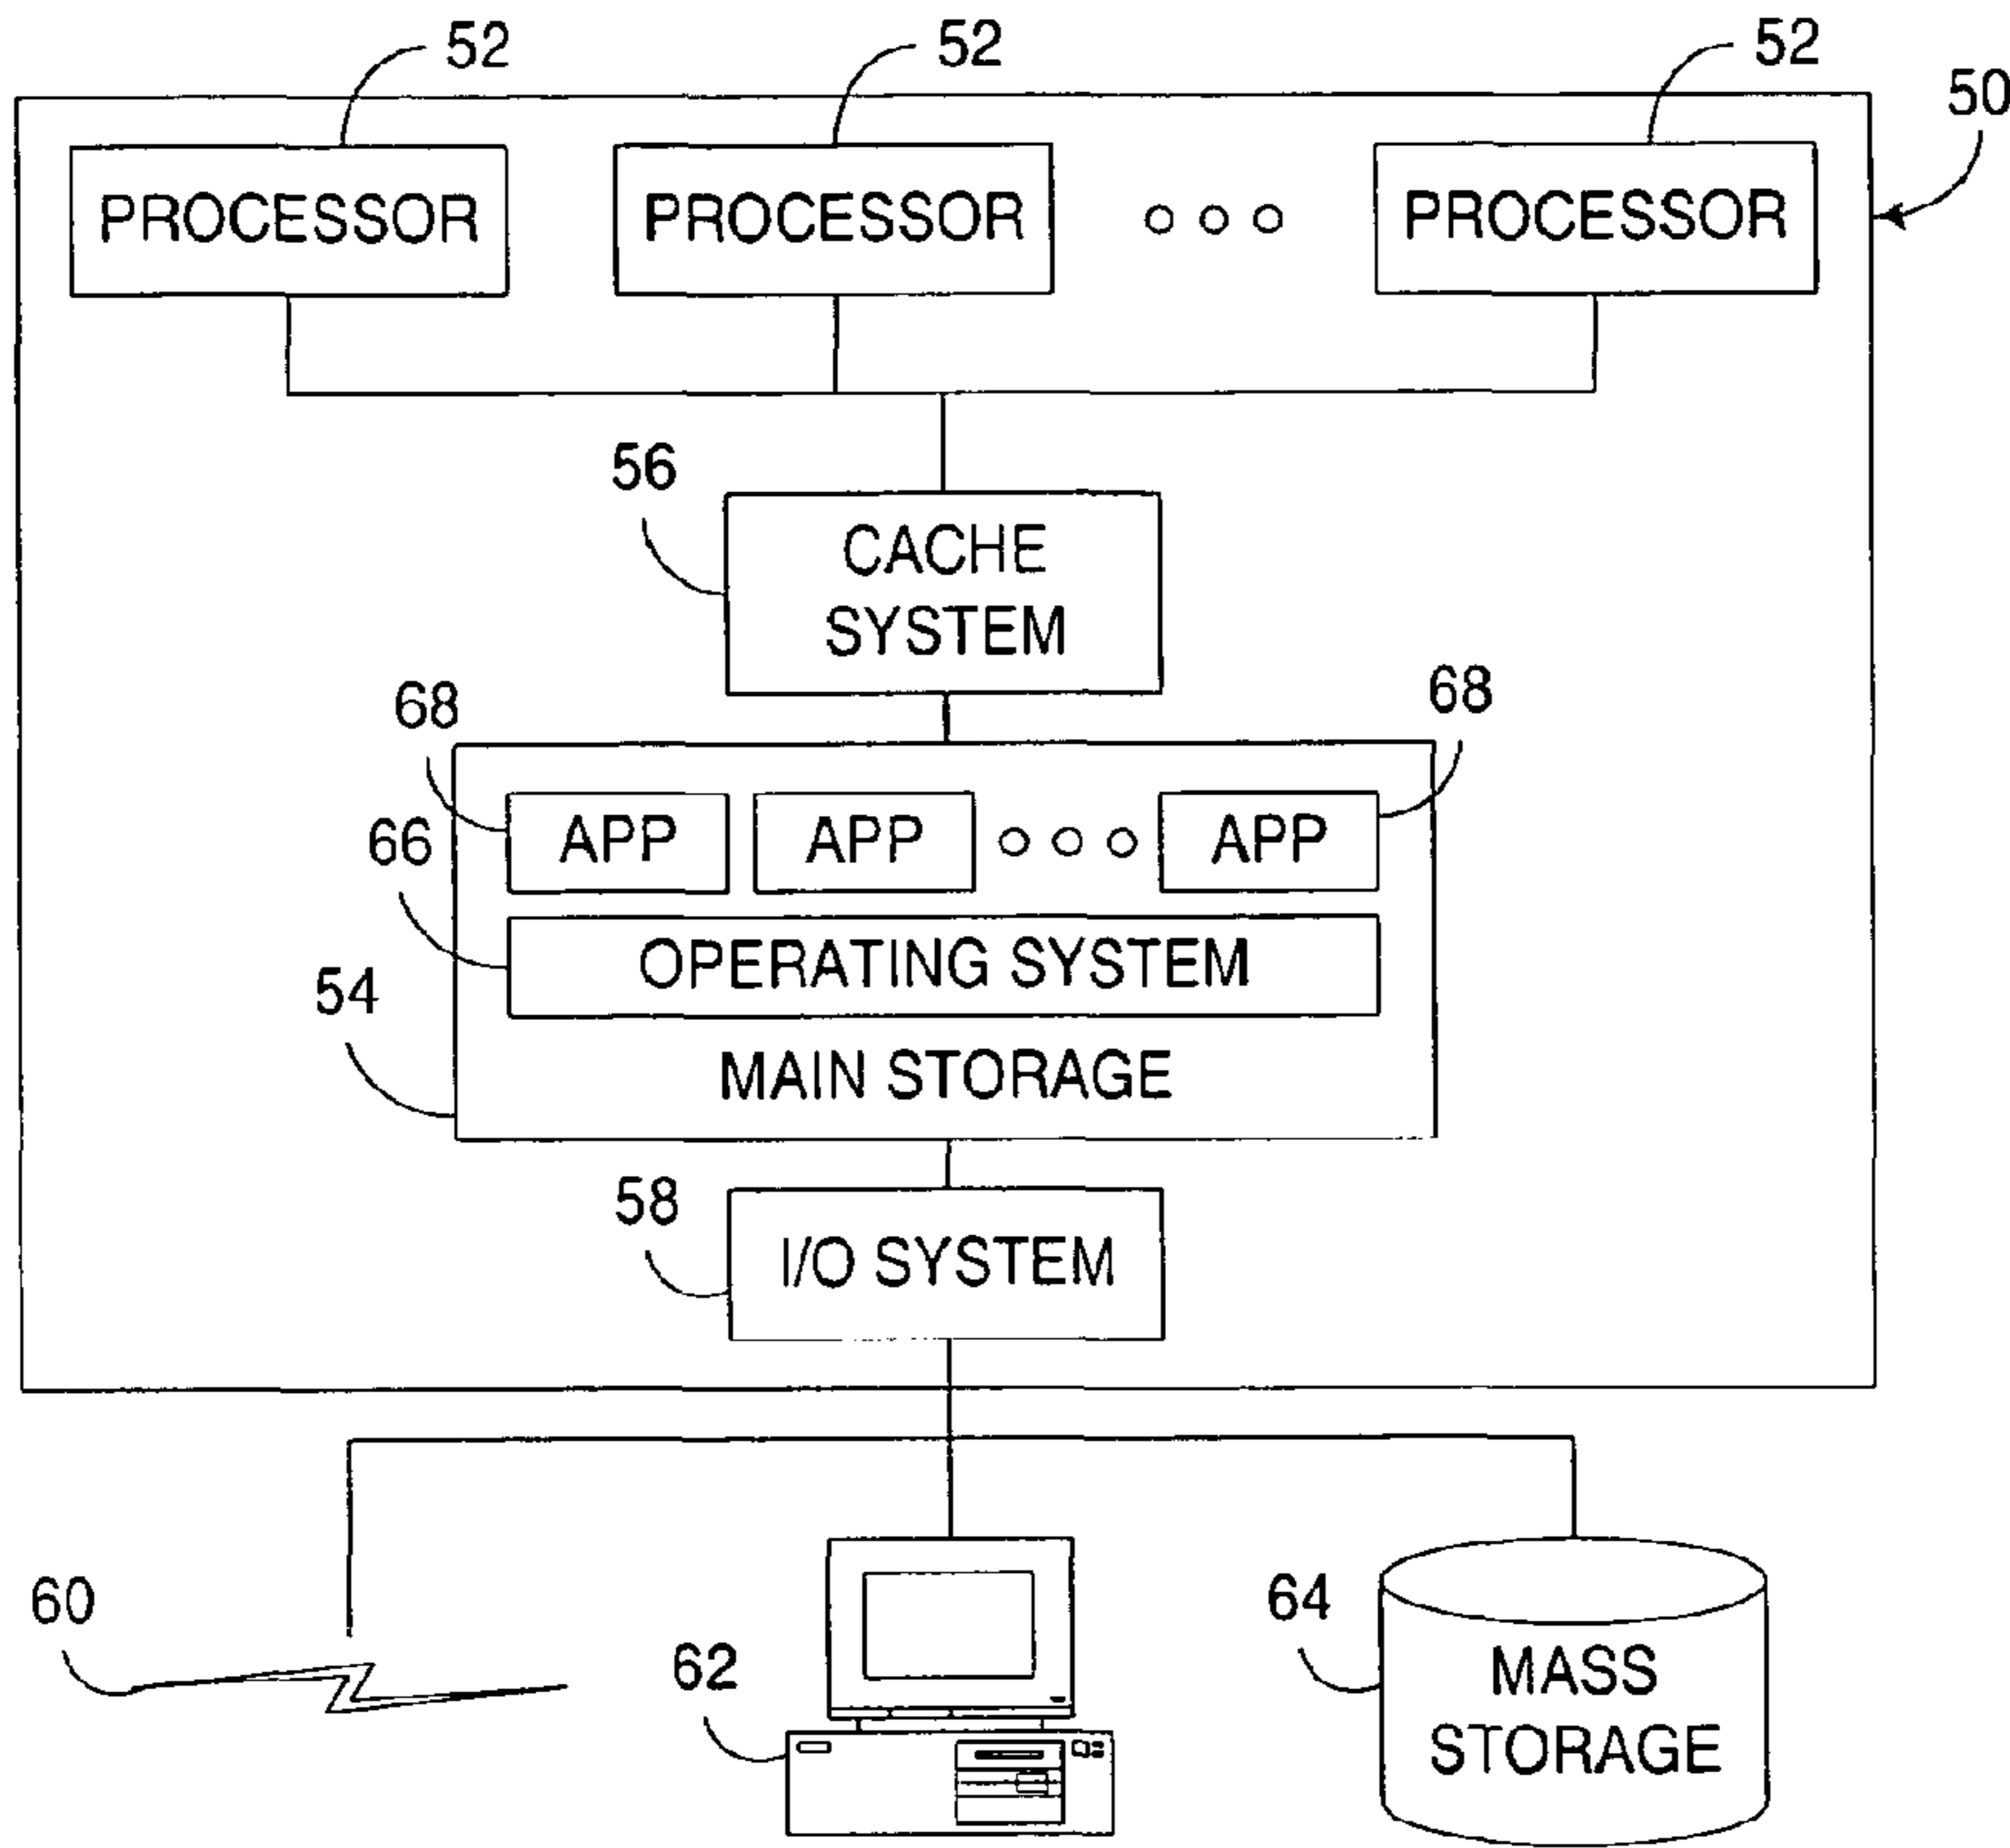 52 52 52
50
PROCESSOR PROCESSOR PROCESSOR
56
CACHE
SYSTEM
68 68
APP APP APP
66
OPERATING SYSTEM
54
MAIN STORAGE
58
I/O SYSTEM
60
62
64
MASS
STORAGE